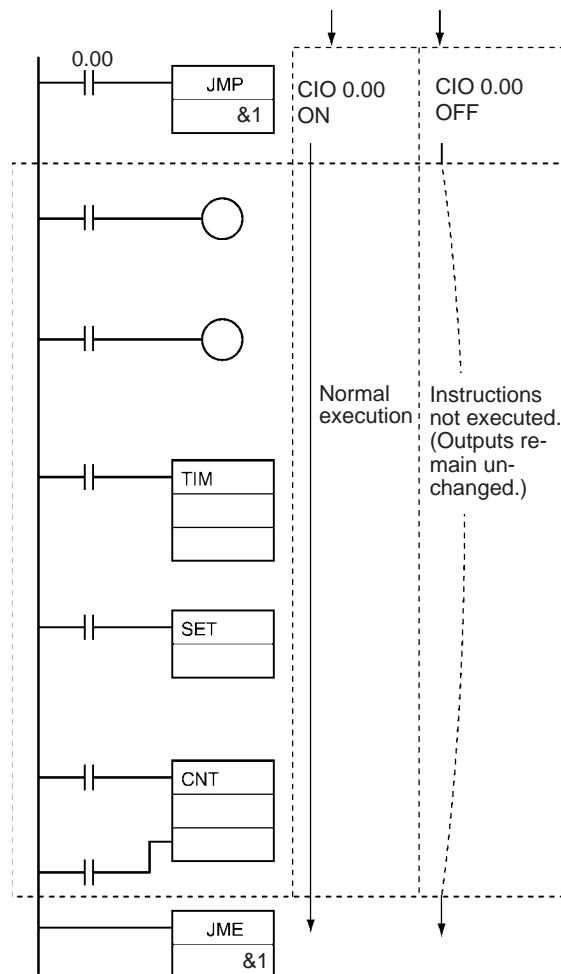 0.00
JMP
&1
CIO 0.00
ON
CIO 0.00
OFF
Normal
execution
Instructions
not executed.
(Outputs re-
main un-
changed.)
TIM
SET
CNT
JME
&1